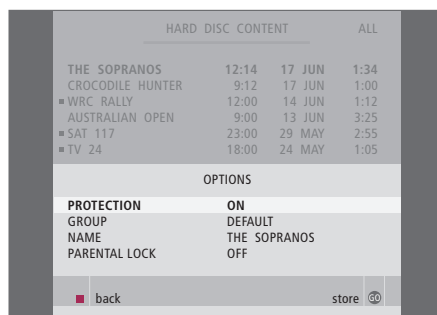 HARD DISC CONTENT ALL
THE SOPRANOS 12:14 17 JUN 1:34
CROCODILE HUNTER 9:12 17 JUN 1:00
WRC RALLY 12:00 14 JUN 1:12
AUSTRALIAN OPEN 9:00 13 JUN 3:25
SAT 117 23:00 29 MAY 2:55
TV 24 18:00 24 MAY 1:05
OPTIONS
PROTECTION ON
GROUP DEFAULT
NAME THE SOPRANOS
PARENTAL LOCK OFF
back store GO